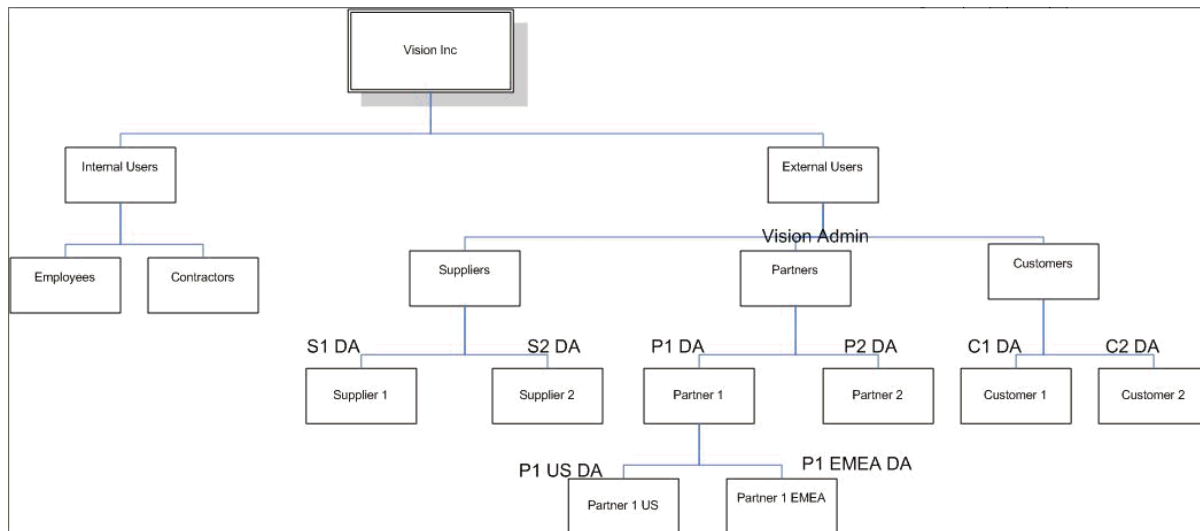 Vision Inc
Internal Users
External Users
Vision Admin
Employees
Contractors
Suppliers
Partners
Customers
S1 DA
S2 DA
P1 DA
P2 DA
C1 DA
C2 DA
Supplier 1
Supplier 2
Partner 1
Partner 2
Customer 1
Customer 2
P1 US DA
P1 EMEA DA
Partner 1 US
Partner 1 EMEA